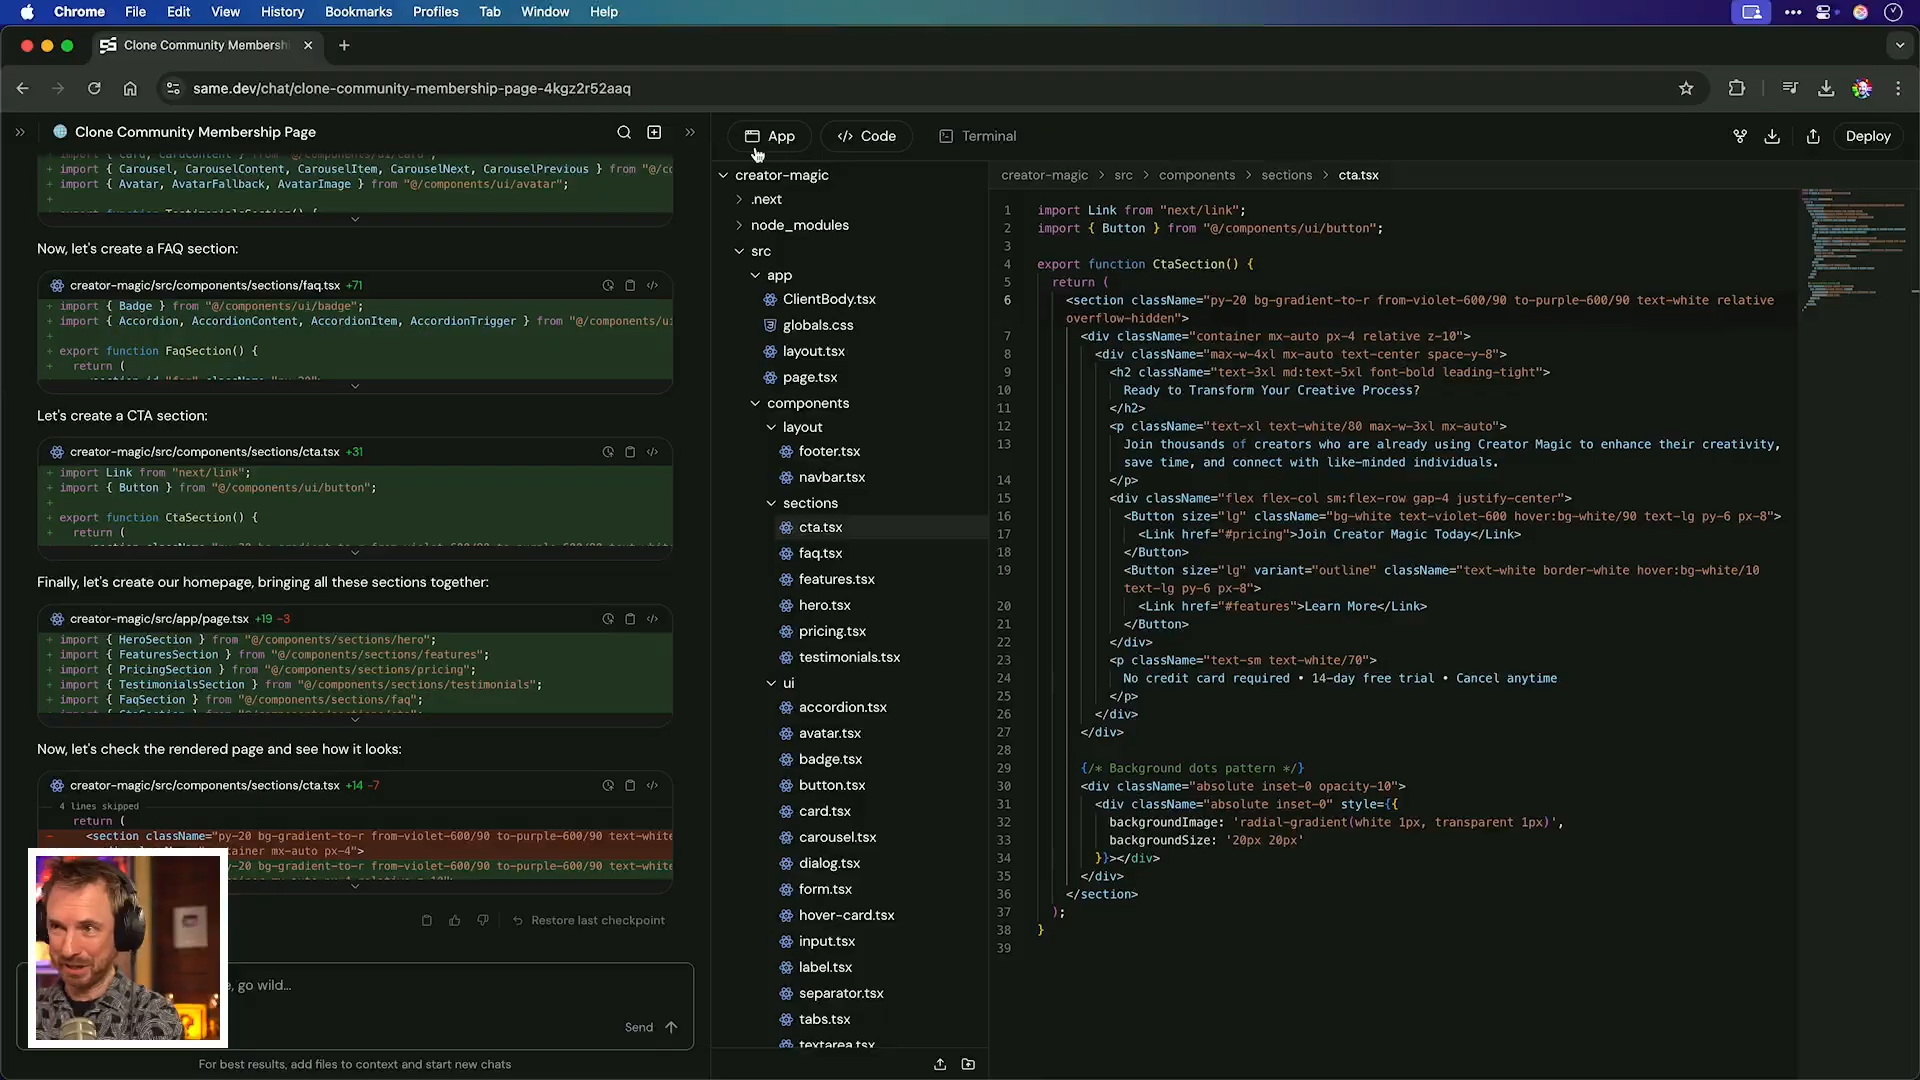 Chrome File Edit View History Bookmarks Profiles Tab Window Help
Clone Community Membersh
same.dev/chat/clone-community-membership-page-4kgz2r52aaq
Clone Community Membership Page
+ import { Carousel, CarouselContent, CarouselItem, CarouselNext, CarouselPrevious } from "@/cc
+ import { Avatar, AvatarFallback, AvatarImage } from "@/components/ui/avatar";
+
Now, let's create a FAQ section:
creator-magic/src/components/sections/faq.tsx +71
+ import { Badge } from "@/components/ui/badge";
+ import { Accordion, AccordionContent, AccordionItem, AccordionTrigger } from "@/components/ui
+
+ export function FaqSection() {
+ return (
Let's create a CTA section:
creator-magic/src/components/sections/cta.tsx +31
+ import Link from "next/link";
+ import { Button } from "@/components/ui/button";
+
+ export function CtaSection() {
+ return (
Finally, let's create our homepage, bringing all these sections together:
creator-magic/src/app/page.tsx +19 -3
+ import { HeroSection } from "@/components/sections/hero";
+ import { FeaturesSection } from "@/components/sections/features";
+ import { PricingSection } from "@/components/sections/pricing";
+ import { TestimonialsSection } from "@/components/sections/testimonials";
+ import { FaqSection } from "@/components/sections/faq";
Now, let's check the rendered page and see how it looks:
creator-magic/src/components/sections/cta.tsx +14 -7
4 lines skipped
return (
- <section className="py-20 bg-gradient-to-r from-violet-600/90 to-purple-600/90 text-white
container mx-auto px-4">
-20 bg-gradient-to-r from-violet-600/90 to-purple-600/90 text-white
Restore last checkpoint
, go wild...
Send
For best results, add files to context and start new chats
App Code Terminal Deploy
creator-magic
.next
node_modules
src
app
ClientBody.tsx
globals.css
layout.tsx
page.tsx
components
layout
footer.tsx
navbar.tsx
sections
cta.tsx
faq.tsx
features.tsx
hero.tsx
pricing.tsx
testimonials.tsx
ui
accordion.tsx
avatar.tsx
badge.tsx
button.tsx
card.tsx
carousel.tsx
dialog.tsx
form.tsx
hover-card.tsx
input.tsx
label.tsx
separator.tsx
tabs.tsx
textarea.tsx
creator-magic > src > components > sections > cta.tsx
1 import Link from "next/link";
2 import { Button } from "@/components/ui/button";
3
4 export function CtaSection() {
5 return (
6 <section className="py-20 bg-gradient-to-r from-violet-600/90 to-purple-600/90 text-white relative
overflow-hidden">
7 <div className="container mx-auto px-4 relative z-10">
8 <div className="max-w-4xl mx-auto text-center space-y-8">
9 <h2 className="text-3xl md:text-5xl font-bold leading-tight">
10 Ready to Transform Your Creative Process?
11 </h2>
12 <p className="text-xl text-white/80 max-w-3xl mx-auto">
13 Join thousands of creators who are already using Creator Magic to enhance their creativity,
save time, and connect with like-minded individuals.
14 </p>
15 <div className="flex flex-col sm:flex-row gap-4 justify-center">
16 <Button size="lg" className="bg-white text-violet-600 hover:bg-white/90 text-lg py-6 px-8">
17 <Link href="#pricing">Join Creator Magic Today</Link>
18 </Button>
19 <Button size="lg" variant="outline" className="text-white border-white hover:bg-white/10
text-lg py-6 px-8">
20 <Link href="#features">Learn More</Link>
21 </Button>
22 </div>
23 <p className="text-sm text-white/70">
24 No credit card required • 14-day free trial • Cancel anytime
25 </p>
26 </div>
27 </div>
28
29 {/* Background dots pattern */}
30 <div className="absolute inset-0 opacity-10">
31 <div className="absolute inset-0" style={{
32 backgroundImage: 'radial-gradient(white 1px, transparent 1px)',
33 backgroundSize: '20px 20px'
34 }}></div>
35 </div>
36 </section>
37 );
38 }
39